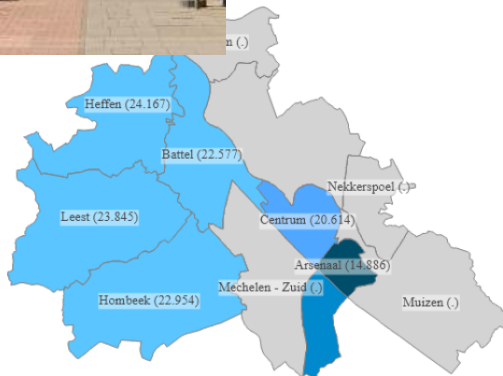 Heffen (24.167)
Battel (22.577)
Nekkerspoel (.)
Leest (23.845)
Centrum (20.614)
Arsenaal (14.886)
Mechelen - Zuid (.)
Hombeek (22.954)
Muizen (.)